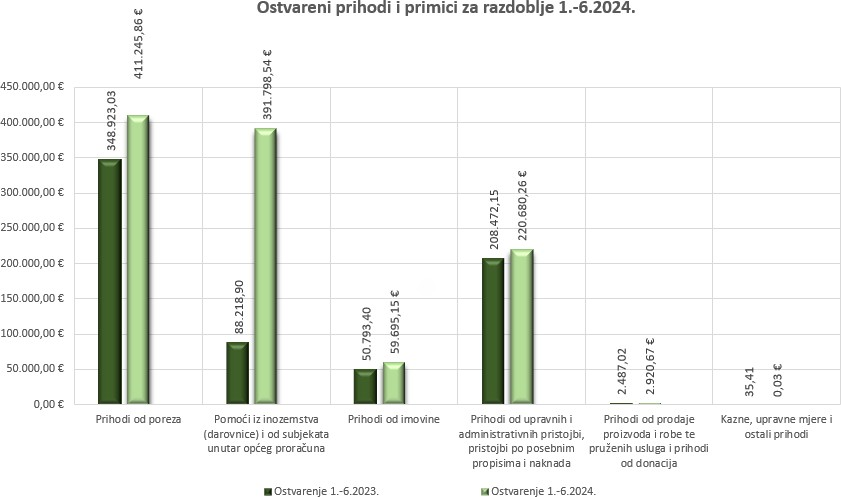 Ostvareni prihodi i primici za razdoblje 1.-6.2024.
450.000,00 €
400.000,00 €
350.000,00 €
300.000,00 €
250.000,00 €
200.000,00 €
150.000,00 €
100.000,00 €
50.000,00 €
0,00 €
348.923,03
411.245,86 €
88.218,90
391.798,54 €
50.793,40
59.695,15 €
208.472,15
220.680,26 €
2.487,02
2.920,67 €
35,41
0,03 €
Prihodi od poreza
Pomoći iz inozemstva
(darovnice) i od subjekata
unutar općeg proračuna
Prihodi od imovine
Prihodi od upravnih i
administrativnih pristojbi,
pristojbi po posebnim
propisima i naknada
Prihodi od prodaje
proizvoda i robe te
pruženih usluga i prihodi
od donacija
Kazne, upravne mjere i
ostali prihodi
Ostvarenje 1.-6.2023.
Ostvarenje 1.-6.2024.